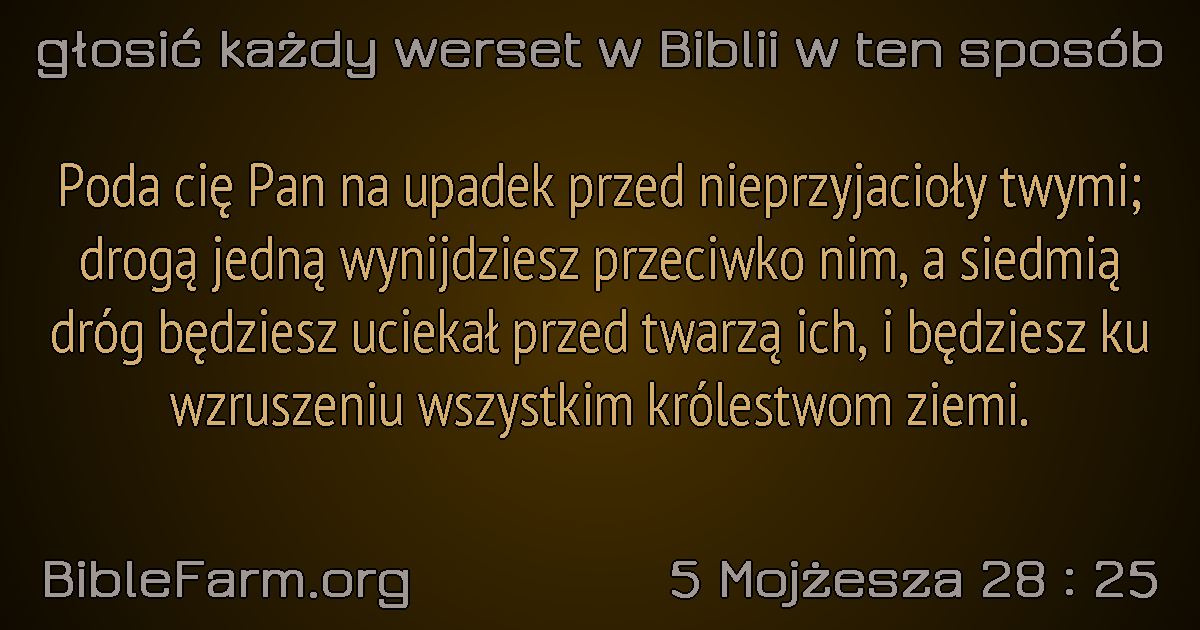 głosić każdy werset w Biblii w ten sposób
Poda cię Pan na upadek przed nieprzyjacioły twymi;
drogą jedną wynijdziesz przeciwko nim, a siedmią
dróg będziesz uciekał przed twarzą ich, i będziesz ku
wzruszeniu wszystkim królestwom ziemi.
BibleFarm.org
5 Mojżesza 28 : 25